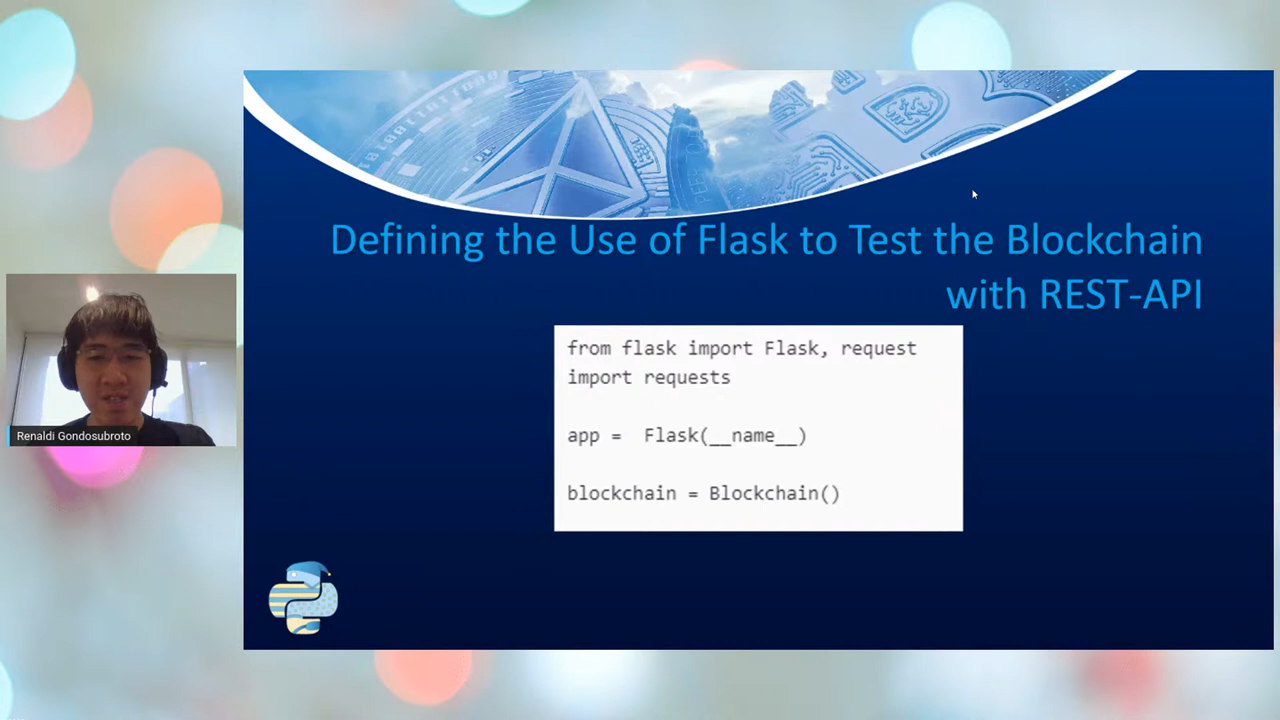 Defining the Use of Flask to Test the Blockchain
with REST-API
from flask import Flask, request
import requests
app =  Flask(__name__)
blockchain = Blockchain()
Renaldi Gondosubroto